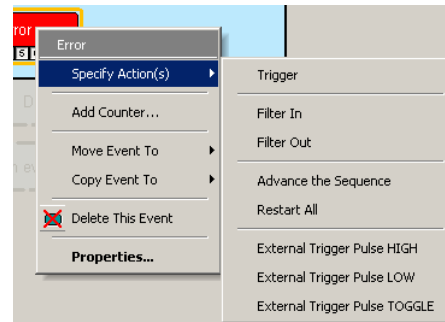 ror
Error
Specify Action(s)
Add Counter...
Move Event To
Copy Event To
Delete This Event
Properties...
Trigger
Filter In
Filter Out
Advance the Sequence
Restart All
External Trigger Pulse HIGH
External Trigger Pulse LOW
External Trigger Pulse TOGGLE